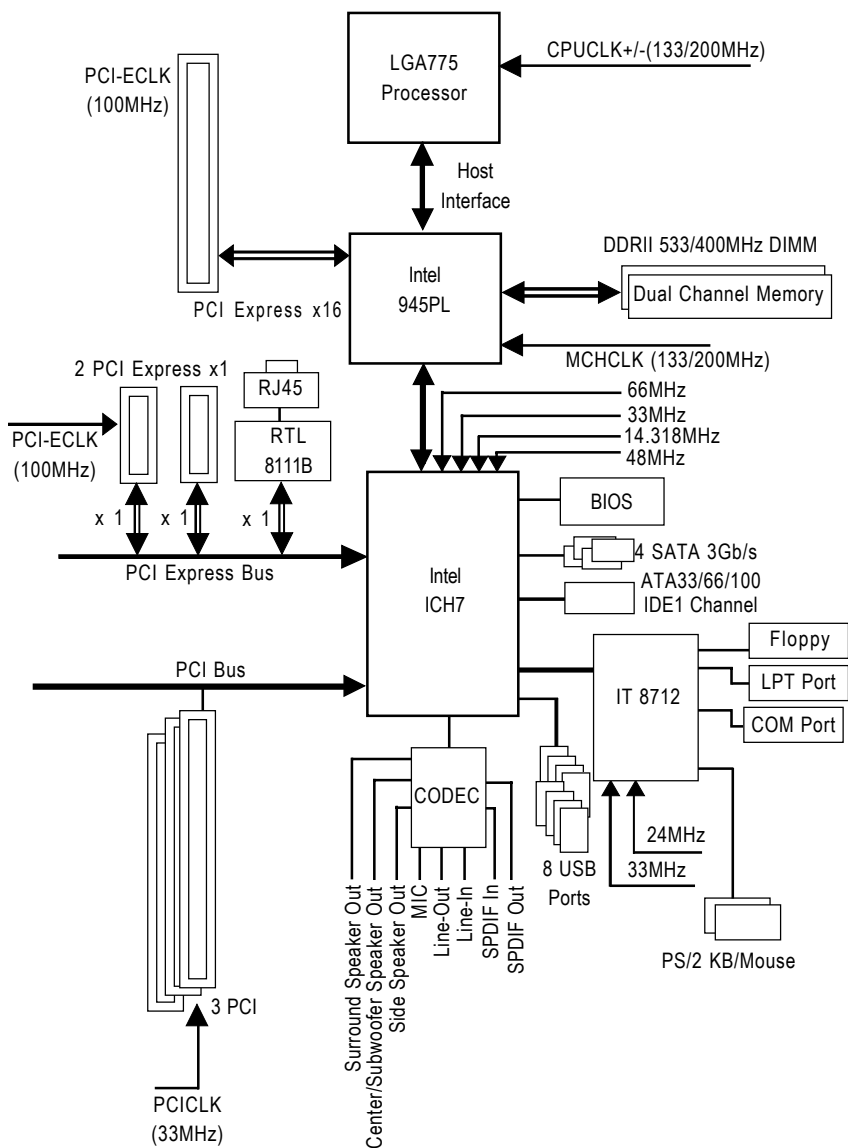 PCI-ECLK
(100MHz)
LGA775
Processor
CPUCLK+/-(133/200MHz)
Host
Interface
DDRII 533/400MHz DIMM
Dual Channel Memory
Intel
945PL
PCI Express x16
MCHCLK (133/200MHz)
2 PCI Express x1
RJ45
66MHz
33MHz
14.318MHz
48MHz
PCI-ECLK
(100MHz)
RTL
8111B
x 1
x 1
x 1
BIOS
PCI Express Bus
Intel
ICH7
4 SATA 3Gb/s
ATA33/66/100
IDE1 Channel
PCI Bus
IT 8712
Floppy
LPT Port
COM Port
CODEC
24MHz
33MHz
8 USB
Ports
Surround Speaker Out
Center/Subwoofer Speaker Out
Side Speaker Out
MIC
Line-Out
Line-In
SPDIF In
SPDIF Out
PS/2 KB/Mouse
3 PCI
PCICLK
(33MHz)